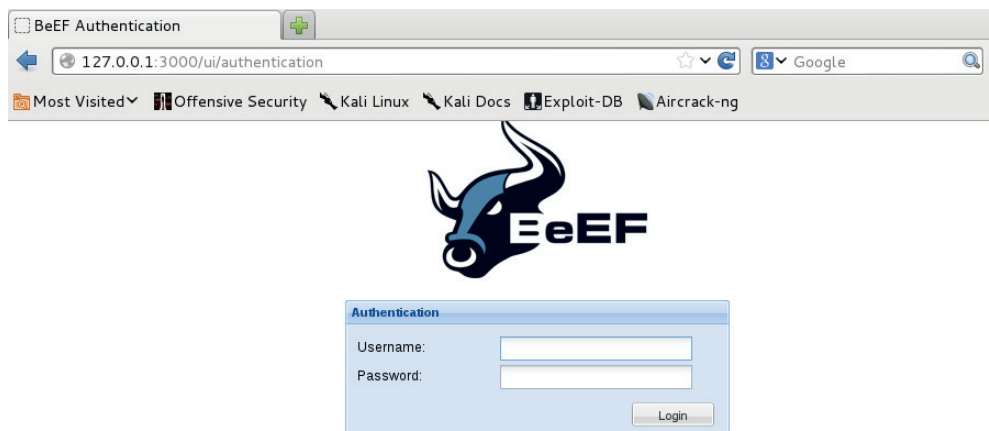 BeEF Authentication
127.0.0.1:3000/ui/authentication
Google
Most Visited Offensive Security Kali Linux Kali Docs Exploit-DB Aircrack-ng
BeEF
Authentication
Username:
Password:
Login